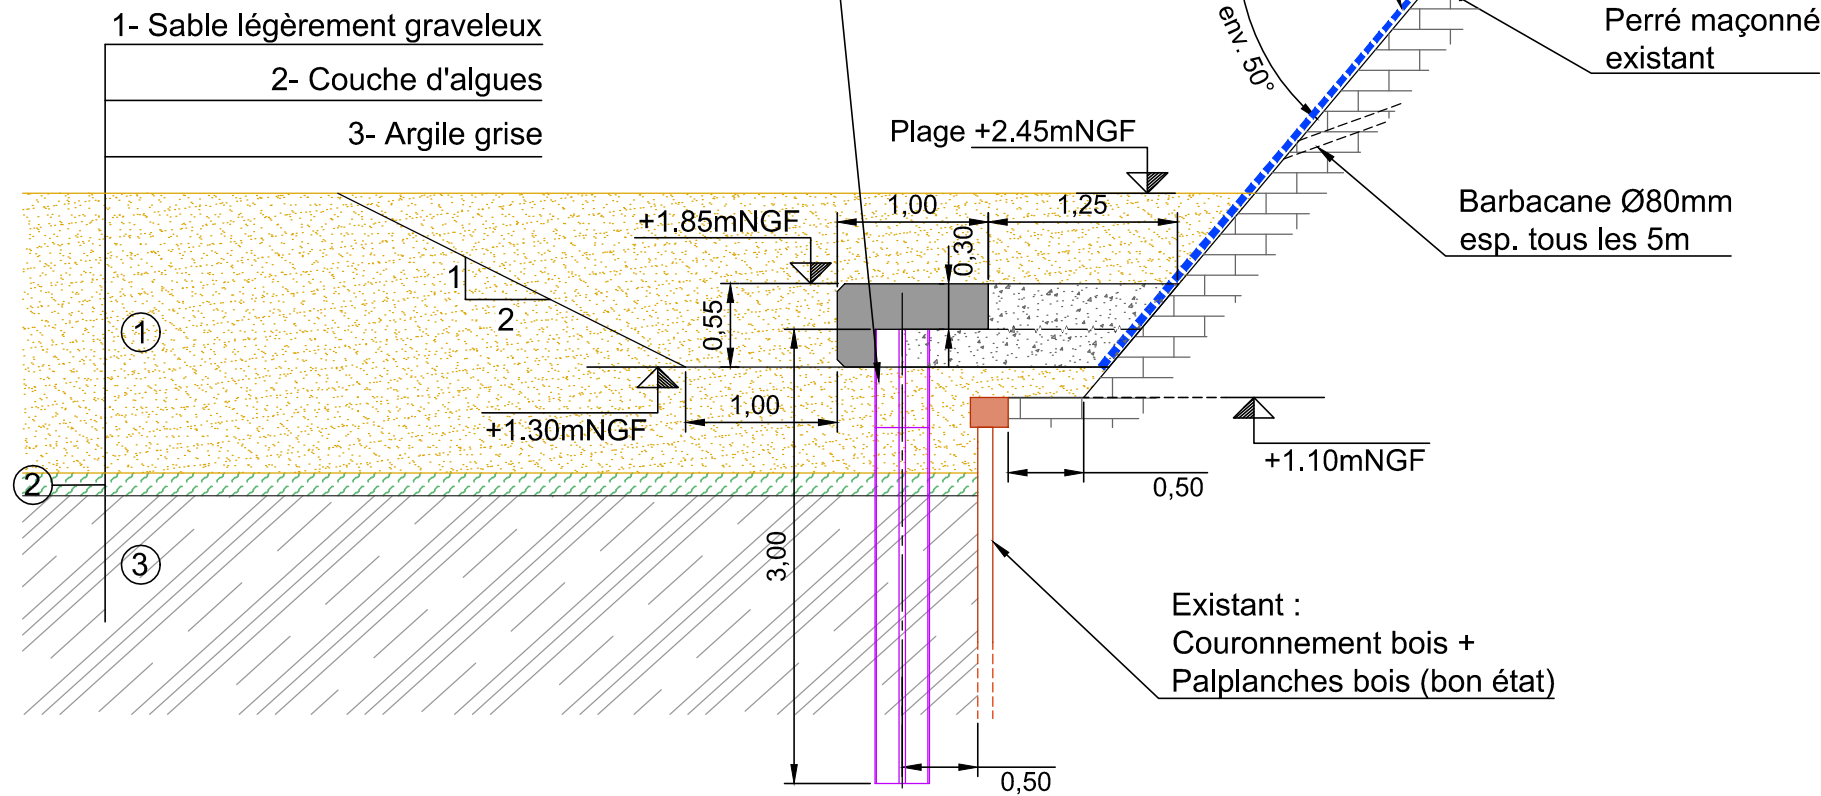 1- Sable légèrement graveleux
2- Couche d'algues
3- Argile grise
env. 50°
Perré maçonné
existant
Plage +2.45mNGF
Barbacane Ø80mm
esp. tous les 5m
+1.85mNGF
1,00
1,25
0,30
1
2
0,55
1
+1.30mNGF
1,00
+1.10mNGF
0,50
2
3
3,00
Existant :
Couronnement bois +
Palplanches bois (bon état)
0,50